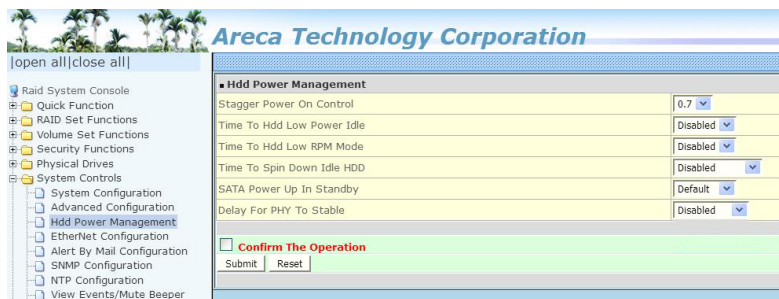 Areca Technology Corporation
|open all|close all|
Raid System Console
Quick Function
RAID Set Functions
Volume Set Functions
Security Functions
Physical Drives
System Controls
System Configuration
Advanced Configuration
Hdd Power Management
EtherNet Configuration
Alert By Mail Configuration
SNMP Configuration
NTP Configuration
View Events/Mute Beeper
Hdd Power Management
Stagger Power On Control 0.7
Time To Hdd Low Power Idle Disabled
Time To Hdd Low RPM Mode Disabled
Time To Spin Down Idle HDD Disabled
SATA Power Up In Standby Default
Delay For PHY To Stable Disabled
Confirm The Operation
Submit Reset